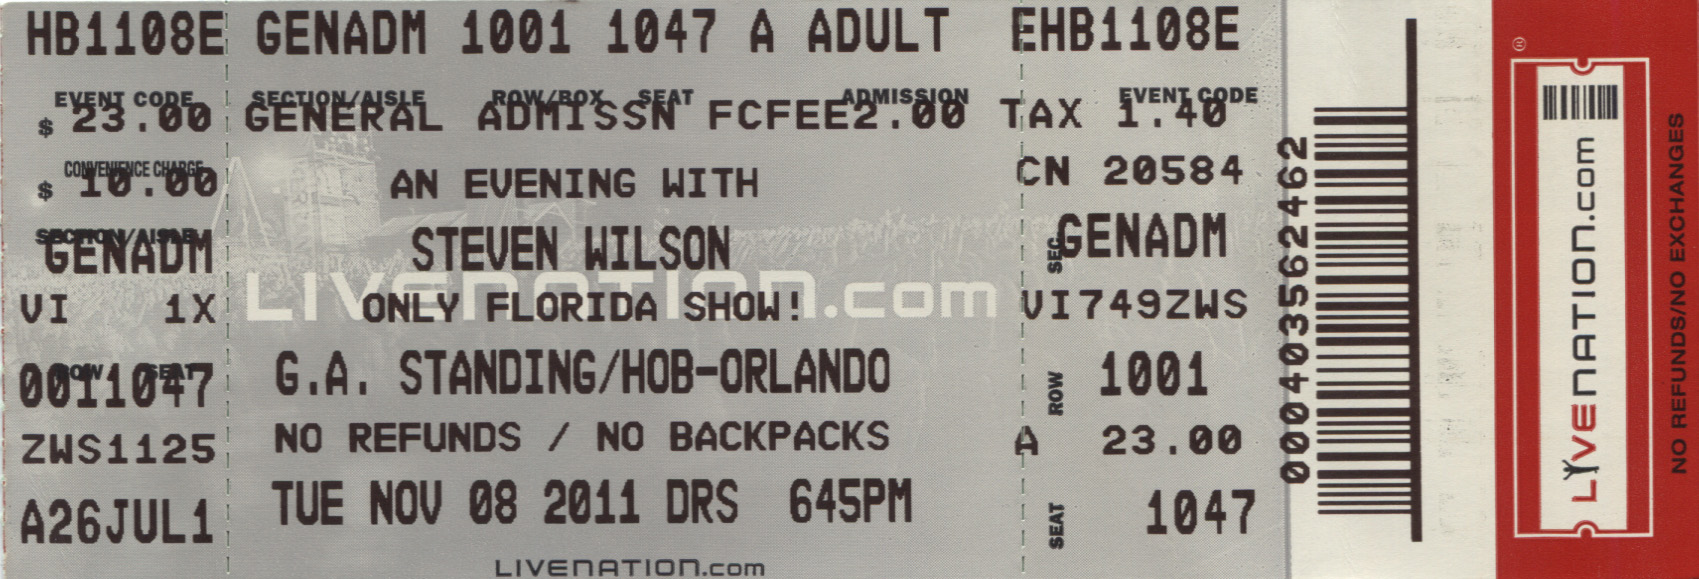 HB1108E GENADM 1001 1047 A ADULT EHB1108E
EVENT CODE SECTION/AISLE ROW/BOX SEAT ADMISSION EVENT CODE
$ 23.00 GENERAL ADMISSN FCFEE2.00 TAX 1.40
CONVENIENCE CHARGE
$ 10.00 AN EVENING WITH CN 20584
SECTION/AISLE
GENADM STEVEN WILSON SEC GENADM
LIVENATION.com
VI 1X ONLY FLORIDA SHOW! VI749ZWS
ROW SEAT
0011047 G.A. STANDING/HOB-ORLANDO ROW 1001
ZWS1125 NO REFUNDS / NO BACKPACKS A 23.00
A26JUL1 TUE NOV 08 2011 DRS 645PM SEAT 1047
LIVENATION.com
000403562462
LIVENATION.com
®
NO REFUNDS/NO EXCHANGES